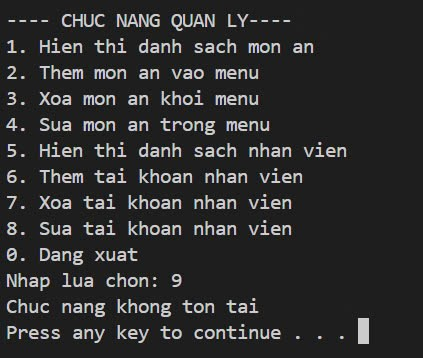 ---- CHUC NANG QUAN LY----
1. Hien thi danh sach mon an
2. Them mon an vao menu
3. Xoa mon an khoi menu
4. Sua mon an trong menu
5. Hien thi danh sach nhan vien
6. Them tai khoan nhan vien
7. Xoa tai khoan nhan vien
8. Sua tai khoan nhan vien
0. Dang xuat
Nhap lua chon: 9
Chuc nang khong ton tai
Press any key to continue . . .